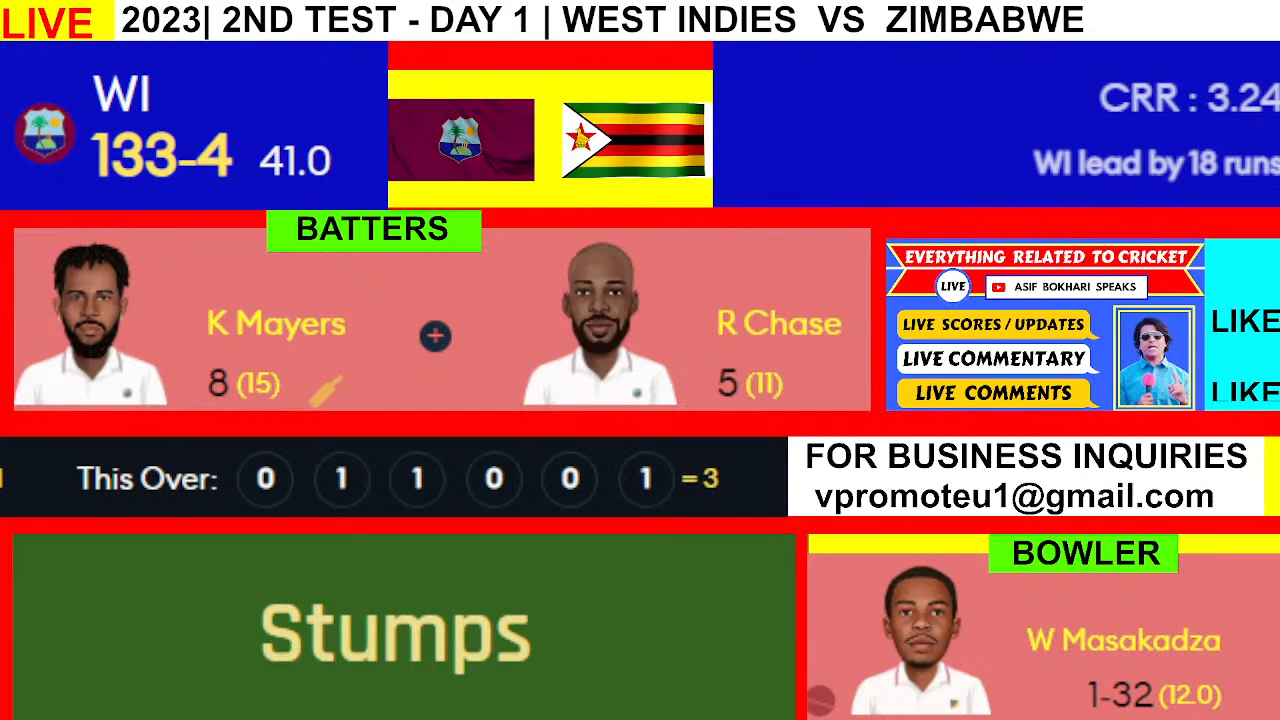 LIVE 2023| 2ND TEST - DAY 1 | WEST INDIES VS ZIMBABWE
WI
133-4 41.0
CRR : 3.24
WI lead by 18 runs
BATTERS
K Mayers
8 (15)
R Chase
5 (11)
EVERYTHING RELATED TO CRICKET
LIVE ASIF BOKHARI SPEAKS
LIVE SCORES / UPDATES
LIVE COMMENTARY
LIVE COMMENTS
LIKE
LIKE
This Over: 0 1 1 0 0 1 = 3
FOR BUSINESS INQUIRIES
vpromoteu1@gmail.com
Stumps
BOWLER
W Masakadza
1-32 (12.0)